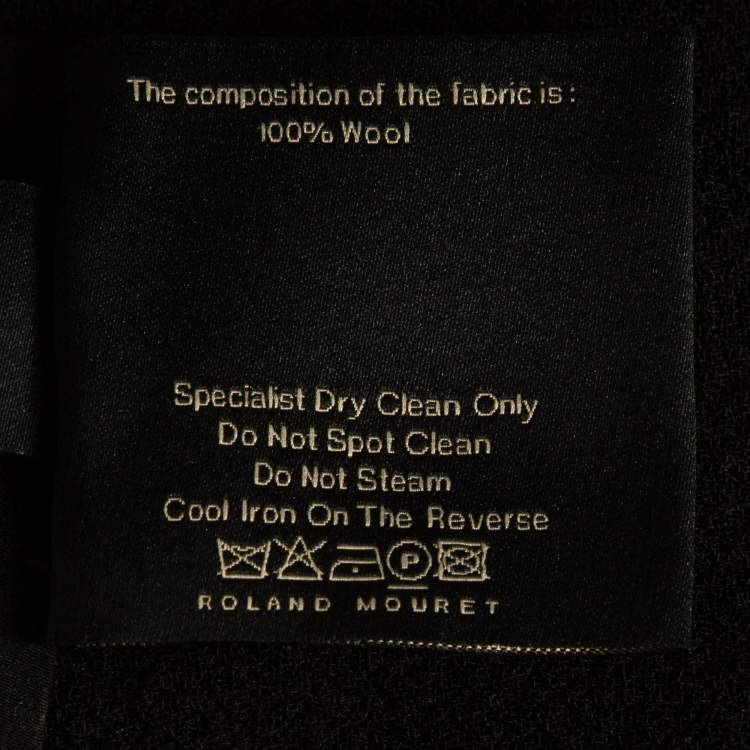 The composition of the fabric is:
100% Wool
Specialist Dry Clean Only
Do Not Spot Clean
Do Not Steam
Cool Iron On The Reverse
P
ROLAND MOURET